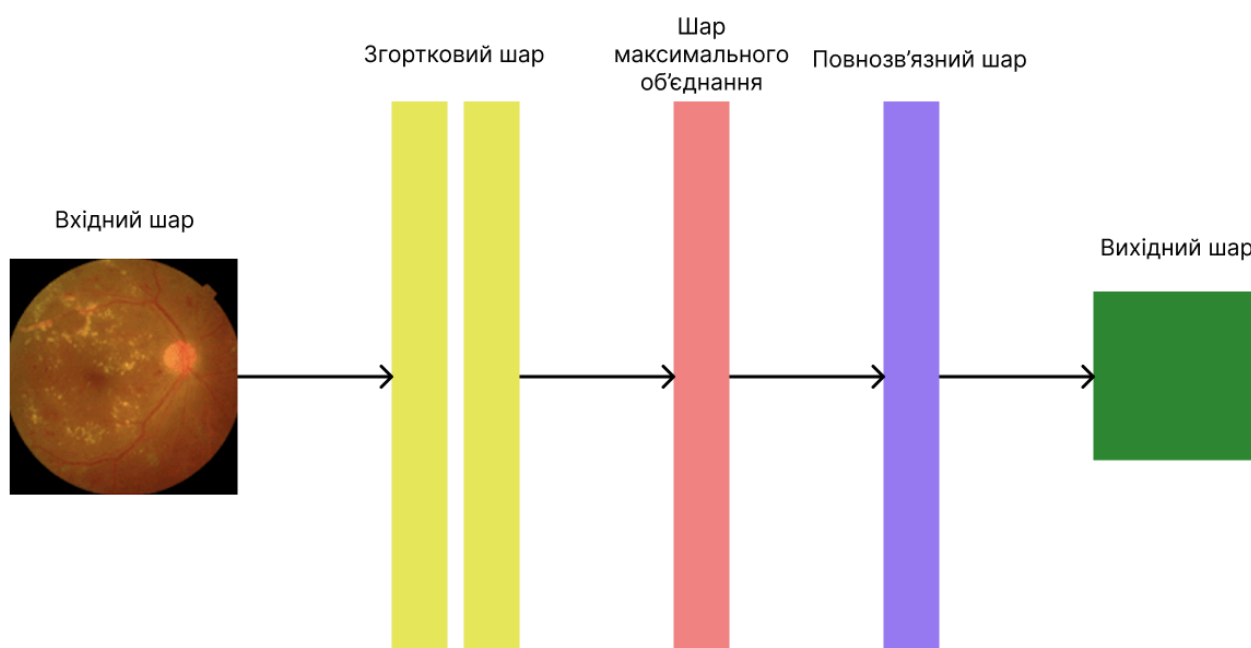 Вхідний шар
Згортковий шар
Шар
максимального
об'єднання
Повнозв'язний шар
Вихідний шар